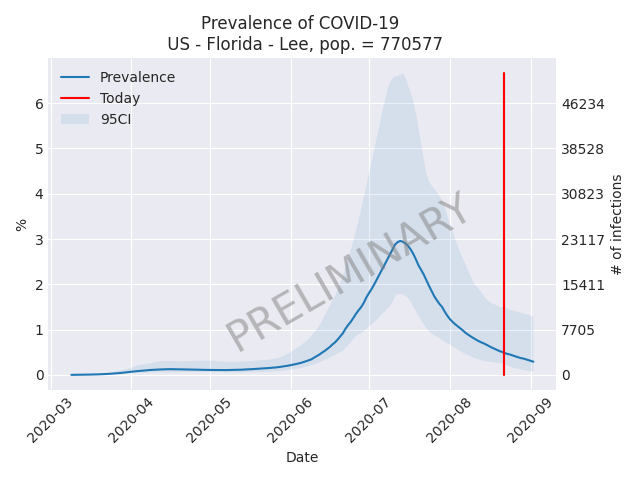 Prevalence of COVID-19
US - Florida - Lee, pop. = 770577
Prevalence
Today
95CI
6
5
4
3
2
1
0
%
46234
38528
30823
23117
15411
7705
0
# of infections
PRELIMINARY
2020-03
2020-04
2020-05
2020-06
2020-07
2020-08
2020-09
Date